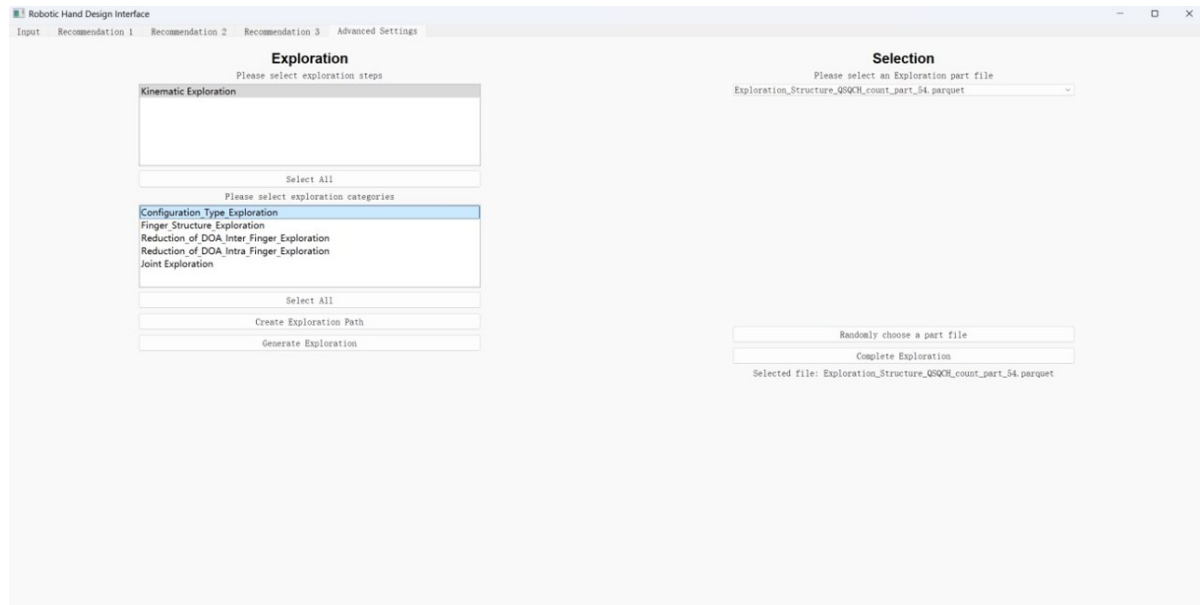 Robotic Hand Design Interface
Input Recommendation 1 Recommendation 2 Recommendation 3 Advanced Settings
Exploration
Please select exploration steps
Kinematic Exploration
Select All
Please select exploration categories
Configuration_Type_Exploration
Finger_Structure_Exploration
Reduction_of_DOA_Inter_Finger_Exploration
Reduction_of_DOA_Intra_Finger_Exploration
Joint Exploration
Select All
Create Exploration Path
Generate Exploration
Selection
Please select an Exploration part file
Exploration_Structure_QSQCH_count_part_54.parquet
Randomly choose a part file
Complete Exploration
Selected file: Exploration_Structure_QSQCH_count_part_54.parquet